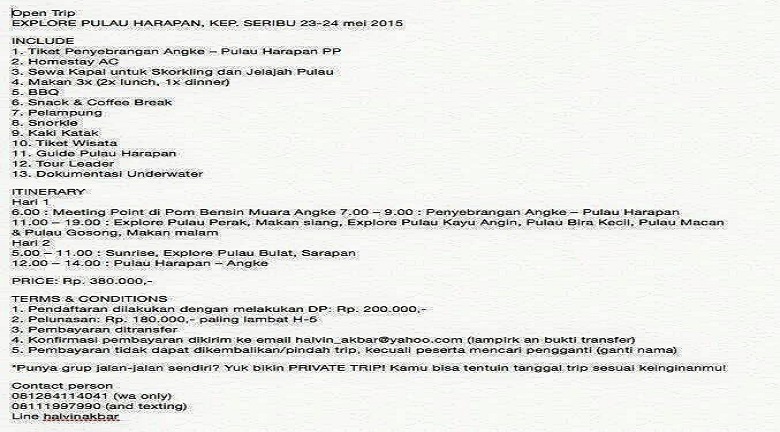 Open Trip
EXPLORE PULAU HARAPAN, KEP. SERIBU 23-24 mei 2015
INCLUDE
1. Tiket Penyebrangan Angke – Pulau Harapan PP
2. Homestay AC
3. Sewa Kapal untuk Skorkling dan Jelajah Pulau
4. Makan 3x (2x lunch, 1x dinner)
5. BBQ
6. Snack & Coffee Break
7. Pelampung
8. Snorkle
9. Kaki Katak
10. Tiket Wisata
11. Guide Pulau Harapan
12. Tour Leader
13. Dokumentasi Underwater
ITINERARY
Hari 1
6.00 : Meeting Point di Pom Bensin Muara Angke 7.00 – 9.00 : Penyebrangan Angke – Pulau Harapan
11.00 – 19.00 : Explore Pulau Perak, Makan siang, Explore Pulau Kayu Angin, Pulau Bira Kecil, Pulau Macan
& Pulau Gosong, Makan malam
Hari 2
5.00 – 11.00 : Sunrise, Explore Pulau Bulat, Sarapan
12.00 – 14.00 : Pulau Harapan – Angke
PRICE: Rp. 380.000,-
TERMS & CONDITIONS
1. Pendaftaran dilakukan dengan melakukan DP: Rp. 200.000,-
2. Pelunasan: Rp. 180.000,- paling lambat H-5
3. Pembayaran ditransfer
4. Konfirmasi pembayaran dikirim ke email halvin_akbar@yahoo.com (lampirk an bukti transfer)
5. Pembayaran tidak dapat dikembalikan/pindah trip, kecuali peserta mencari pengganti (ganti nama)
*Punya grup jalan-jalan sendiri? Yuk bikin PRIVATE TRIP! Kamu bisa tentuin tanggal trip sesuai keinginanmu!
Contact person
081284114041 (wa only)
08111997990 (and texting)
Line halvinakbar